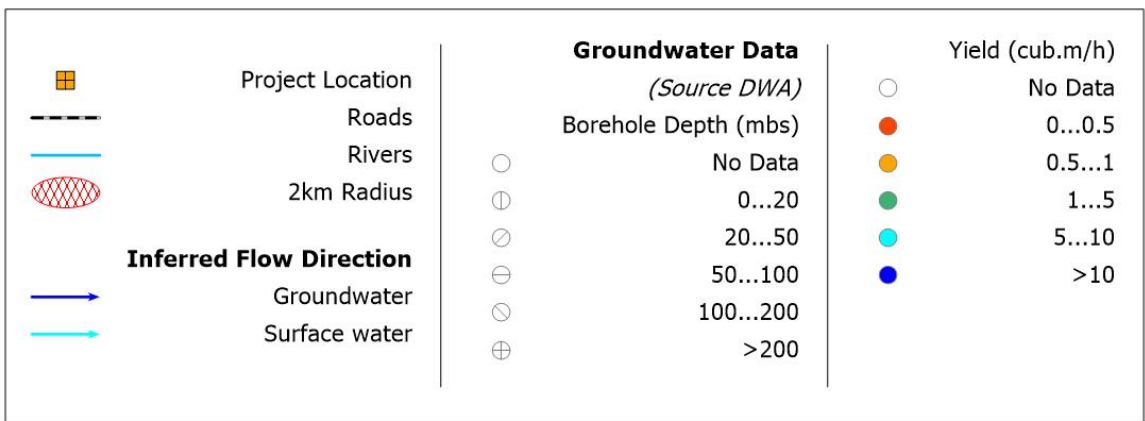 Project Location
Roads
Rivers
2km Radius
Inferred Flow Direction
Groundwater
Surface water
Groundwater Data
(Source DWA)
Borehole Depth (mbs)
No Data
0...20
20...50
50...100
100...200
>200
Yield (cub.m/h)
No Data
0...0.5
0.5...1
1...5
5...10
>10